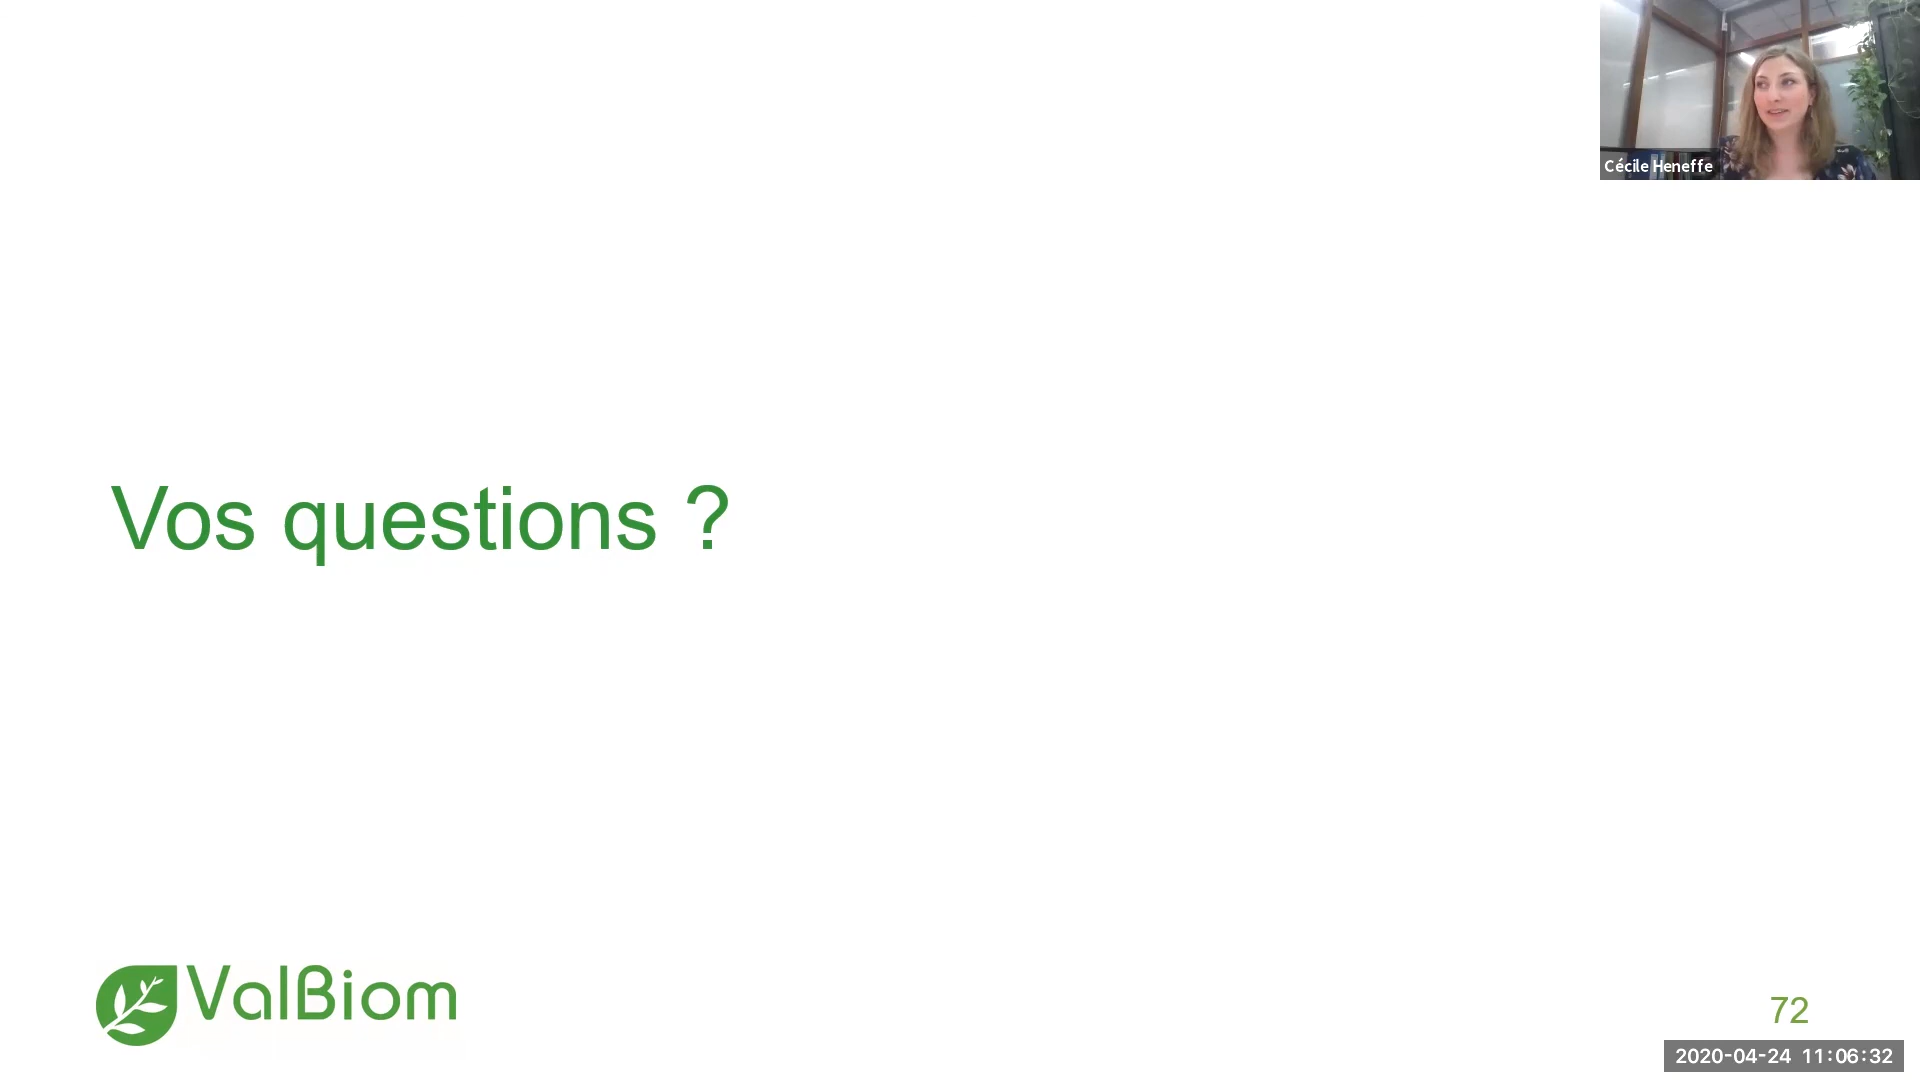 Cécile Heneffe
Vos questions ?
ValBiom
72
2020-04-24 11:06:32